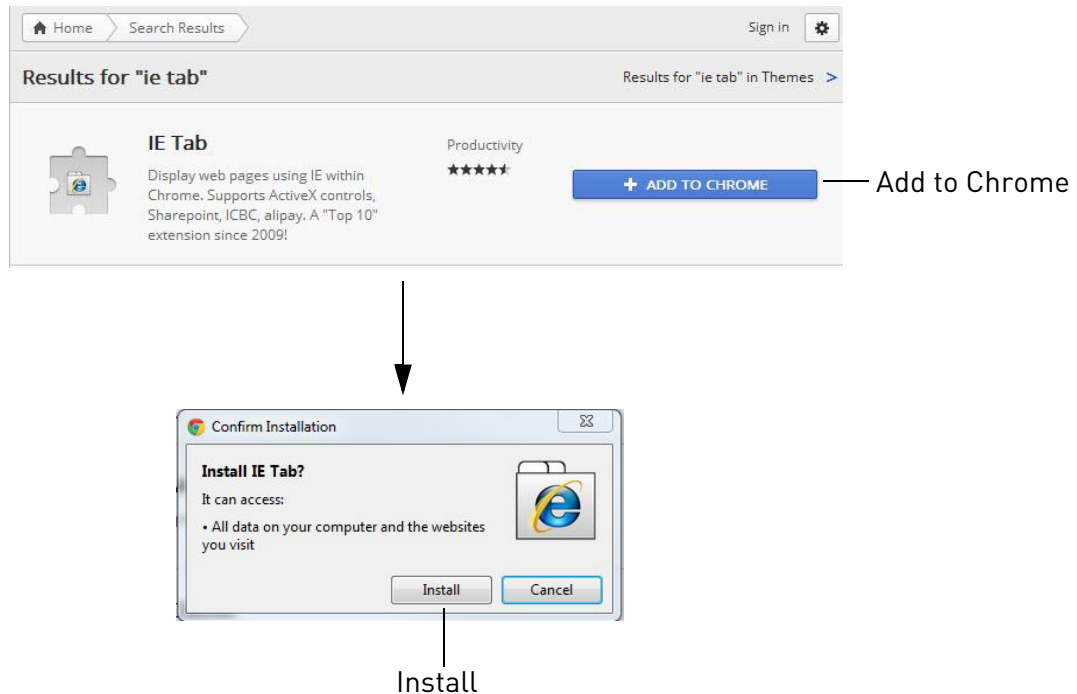 Home
Search Results
Sign in
Results for "ie tab"
Results for "ie tab" in Themes >
IE Tab
Display web pages using IE within
Chrome. Supports ActiveX controls,
Sharepoint, ICBC, alipay. A "Top 10"
extension since 2009!
Productivity
+ ADD TO CHROME
Add to Chrome
Confirm Installation
Install IE Tab?
It can access:
• All data on your computer and the websites
you visit
Install
Cancel
Install